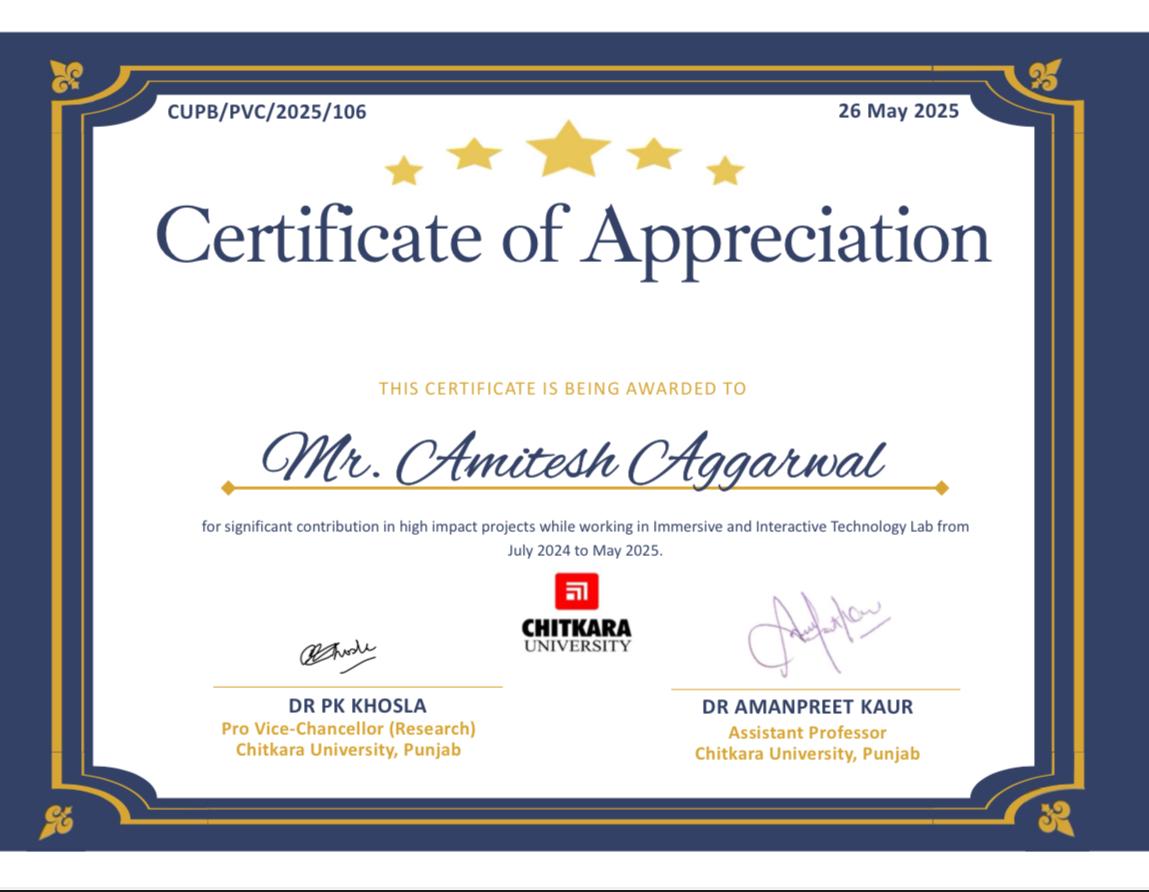 CUPB/PVC/2025/106
26 May 2025
Certificate of Appreciation
THIS CERTIFICATE IS BEING AWARDED TO
Mr. Amitesh Aggarwal
for significant contribution in high impact projects while working in Immersive and Interactive Technology Lab from
July 2024 to May 2025.
CHITKARA
UNIVERSITY
DR PK KHOSLA
Pro Vice-Chancellor (Research)
Chitkara University, Punjab
DR AMANPREET KAUR
Assistant Professor
Chitkara University, Punjab